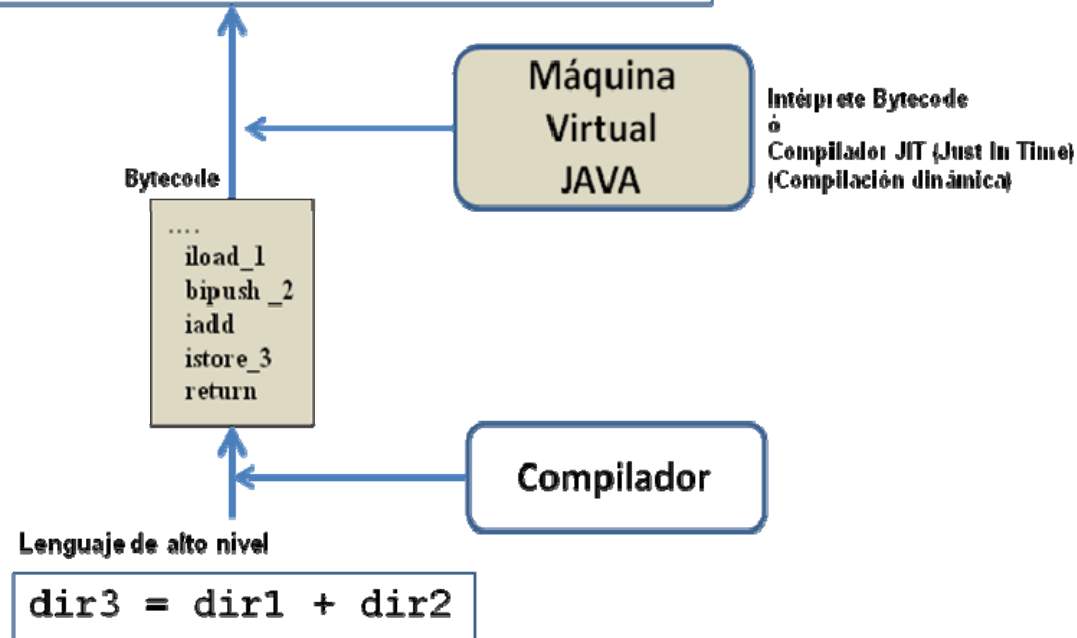 Máquina
Virtual
JAVA
Intérprete Bytecode
ó
Compilador JIT (Just In Time)
(Compilación dinámica)
Bytecode
....
iload_1
bipush _2
iadd
istore_3
return
Compilador
Lenguaje de alto nivel
dir3 = dir1 + dir2